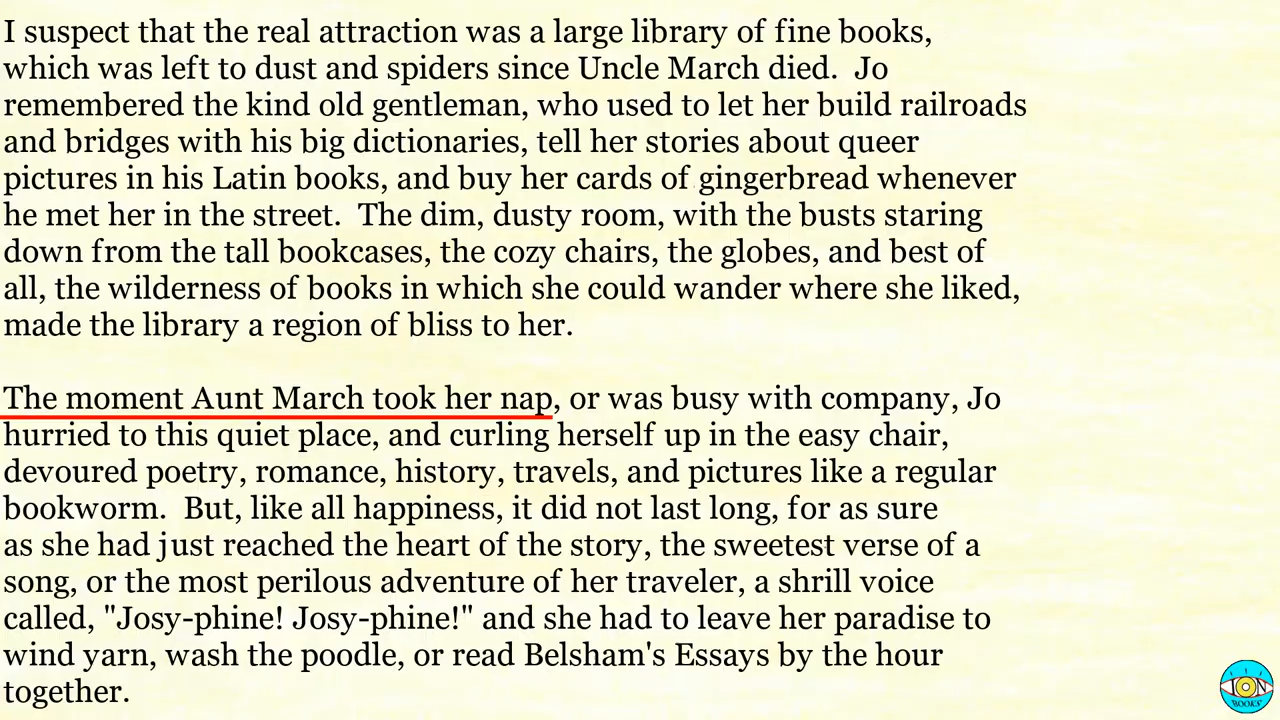 I suspect that the real attraction was a large library of fine books,
which was left to dust and spiders since Uncle March died.  Jo
remembered the kind old gentleman, who used to let her build railroads
and bridges with his big dictionaries, tell her stories about queer
pictures in his Latin books, and buy her cards of gingerbread whenever
he met her in the street.  The dim, dusty room, with the busts staring
down from the tall bookcases, the cozy chairs, the globes, and best of
all, the wilderness of books in which she could wander where she liked,
made the library a region of bliss to her.
The moment Aunt March took her nap, or was busy with company, Jo
hurried to this quiet place, and curling herself up in the easy chair,
devoured poetry, romance, history, travels, and pictures like a regular
bookworm.  But, like all happiness, it did not last long, for as sure
as she had just reached the heart of the story, the sweetest verse of a
song, or the most perilous adventure of her traveler, a shrill voice
called, "Josy-phine! Josy-phine!" and she had to leave her paradise to
wind yarn, wash the poodle, or read Belsham's Essays by the hour
together.
ION
BOOKS